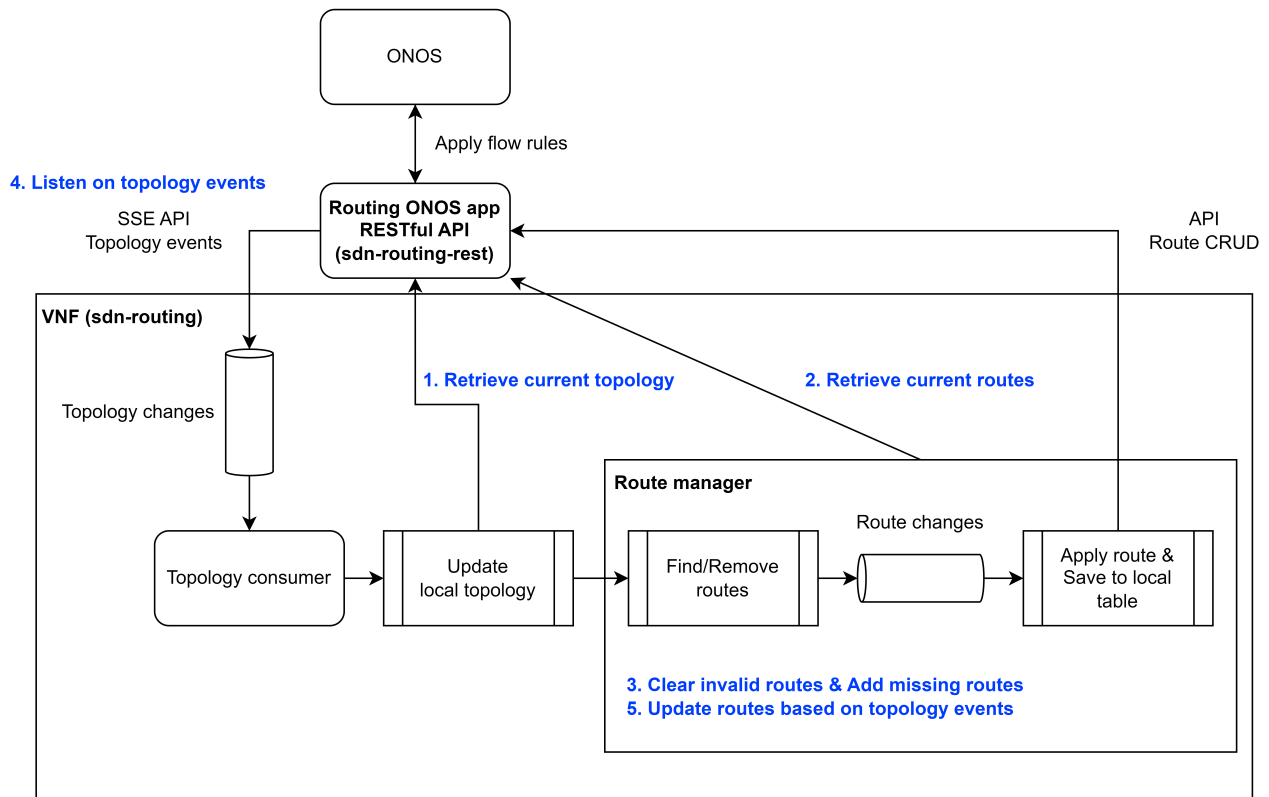 ONOS
Apply flow rules
4. Listen on topology events
SSE API
Topology events
Routing ONOS app
RESTful API
(sdn-routing-rest)
API
Route CRUD
VNF (sdn-routing)
1. Retrieve current topology
2. Retrieve current routes
Topology changes
Route manager
Topology consumer
Update
local topology
Find/Remove
routes
Route changes
Apply route &
Save to local
table
3. Clear invalid routes & Add missing routes
5. Update routes based on topology events